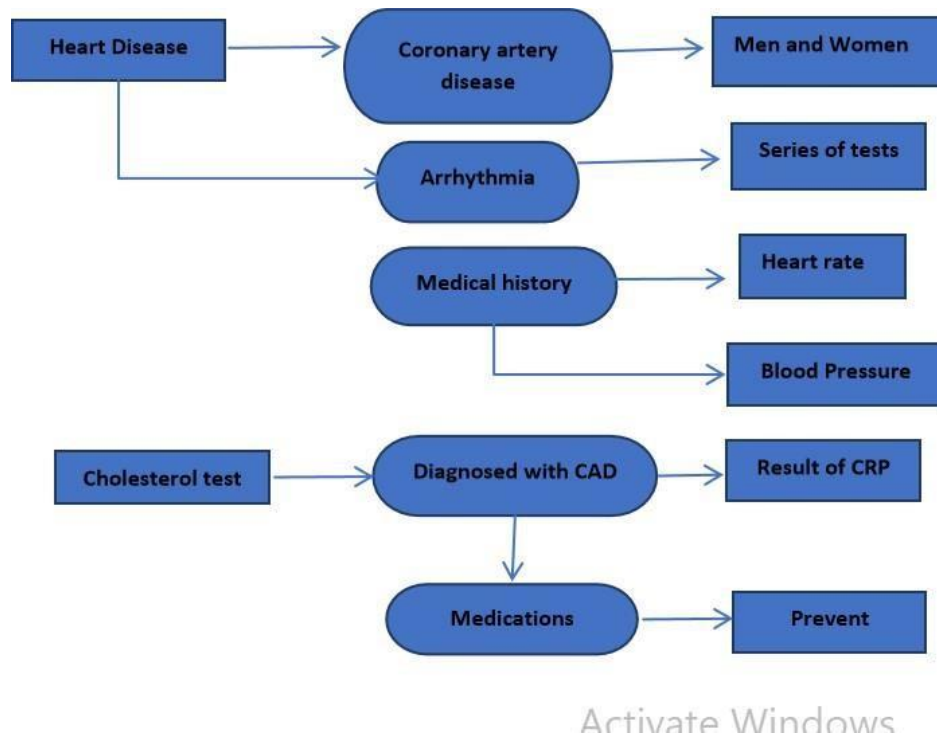 Heart Disease
Coronary artery
disease
Men and Women
Arrhythmia
Series of tests
Medical history
Heart rate
Blood Pressure
Cholesterol test
Diagnosed with CAD
Result of CRP
Medications
Prevent
Activate Windows